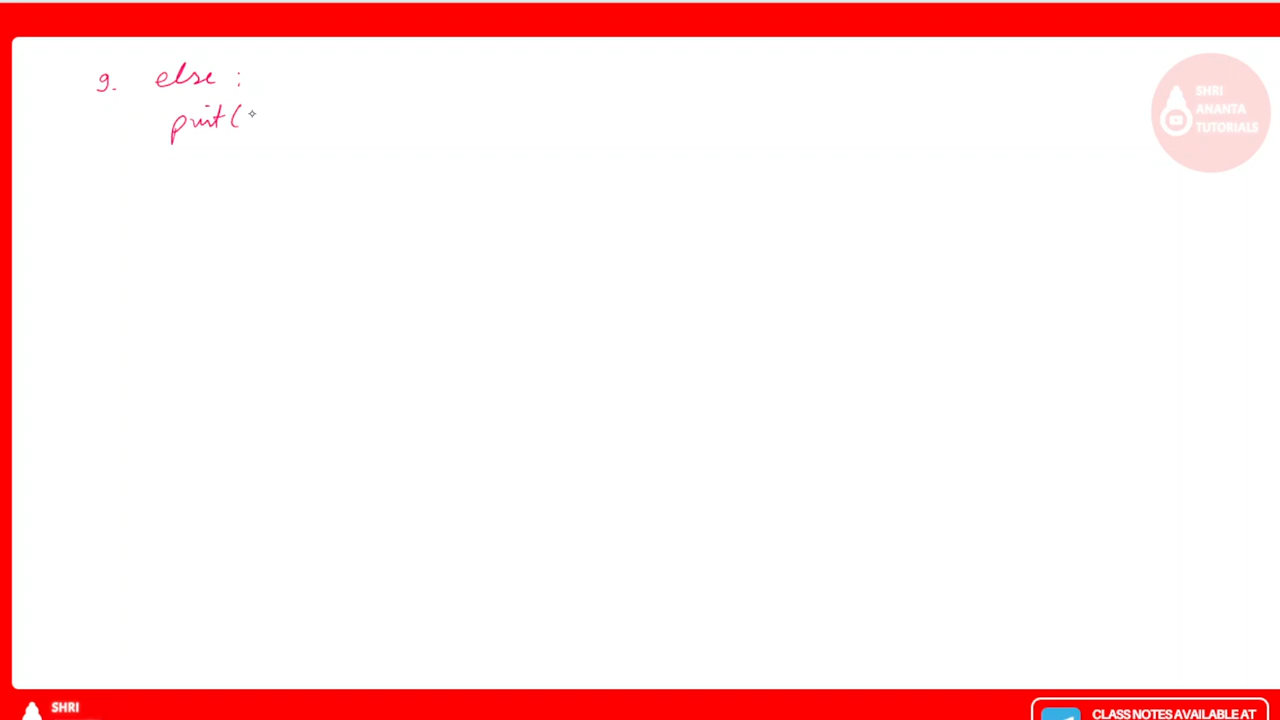 9. else :
print(
SHRI
ANANTA
TUTORIALS
SHRI
CLASS NOTES AVAILABLE AT